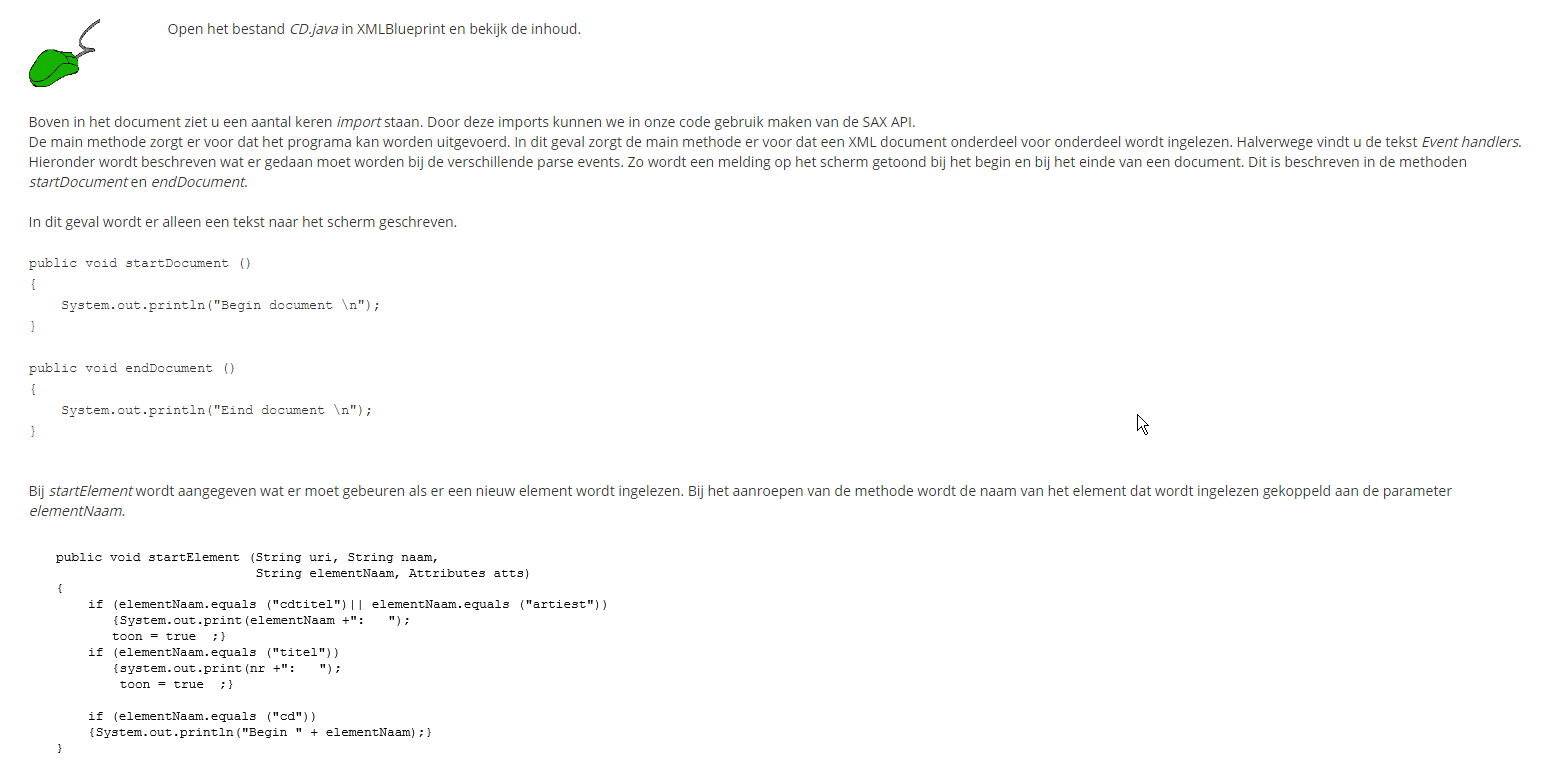 Open het bestand CD.java in XMLBlueprint en bekijk de inhoud.
Boven in het document ziet u een aantal keren import staan. Door deze imports kunnen we in onze code gebruik maken van de SAX API.
De main methode zorgt er voor dat het programa kan worden uitgevoerd. In dit geval zorgt de main methode er voor dat een XML document onderdeel voor onderdeel wordt ingelezen. Halverwege vindt u de tekst Event handlers.
Hieronder wordt beschreven wat er gedaan moet worden bij de verschillende parse events. Zo wordt een melding op het scherm getoond bij het begin en bij het einde van een document. Dit is beschreven in de methoden
startDocument en endDocument.
In dit geval wordt er alleen een tekst naar het scherm geschreven.
public void startDocument ()
{
    System.out.println("Begin document \n");
}
public void endDocument ()
{
    System.out.println("Eind document \n");
}
Bij startElement wordt aangegeven wat er moet gebeuren als er een nieuw element wordt ingelezen. Bij het aanroepen van de methode wordt de naam van het element dat wordt ingelezen gekoppeld aan de parameter
elementNaam.
public void startElement (String uri, String naam,
                          String elementNaam, Attributes atts)
{
    if (elementNaam.equals ("cdtitel")|| elementNaam.equals ("artiest"))
       {System.out.print(elementNaam +":   ");
       toon = true  ;}
    if (elementNaam.equals ("titel"))
       {system.out.print(nr +":   ");
        toon = true  ;}
    if (elementNaam.equals ("cd"))
    {System.out.println("Begin " + elementNaam);}
}